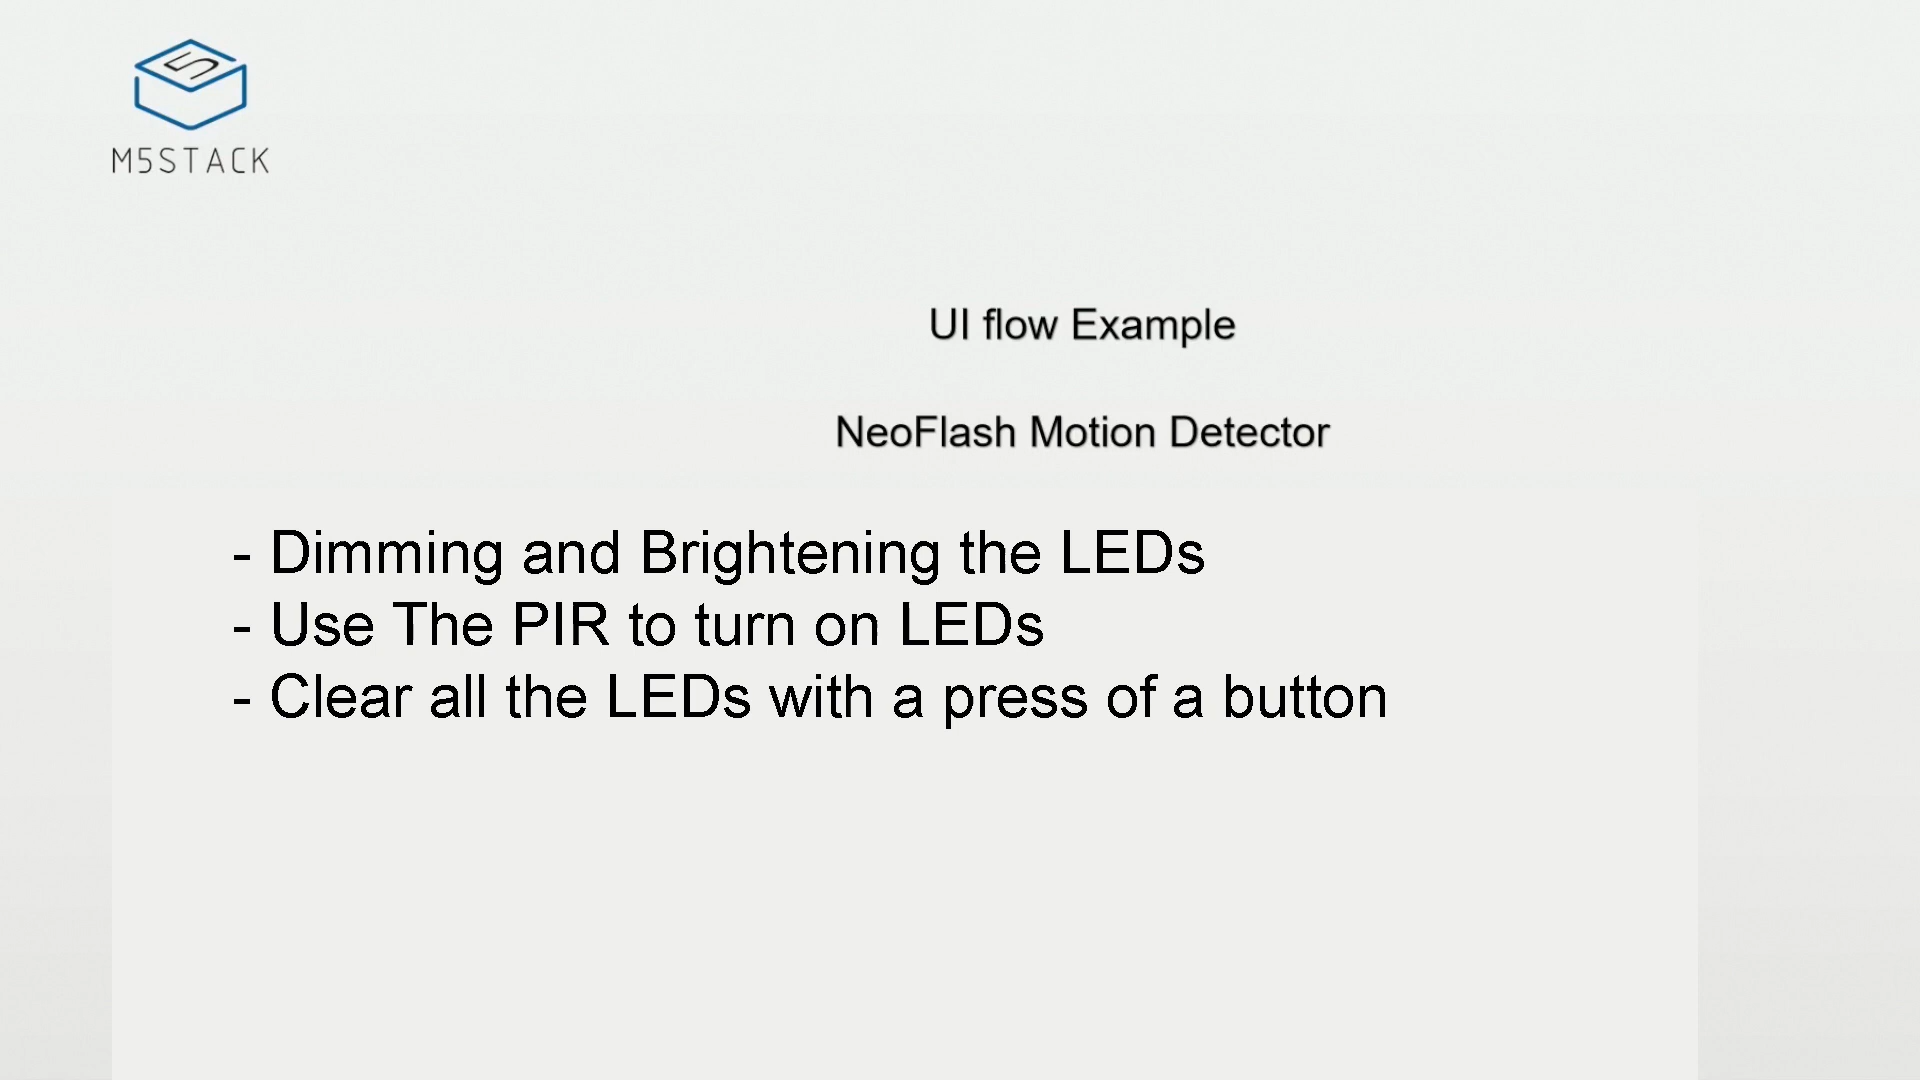 5
M5STACK
UI flow Example
NeoFlash Motion Detector
- Dimming and Brightening the LEDs
- Use The PIR to turn on LEDs
- Clear all the LEDs with a press of a button